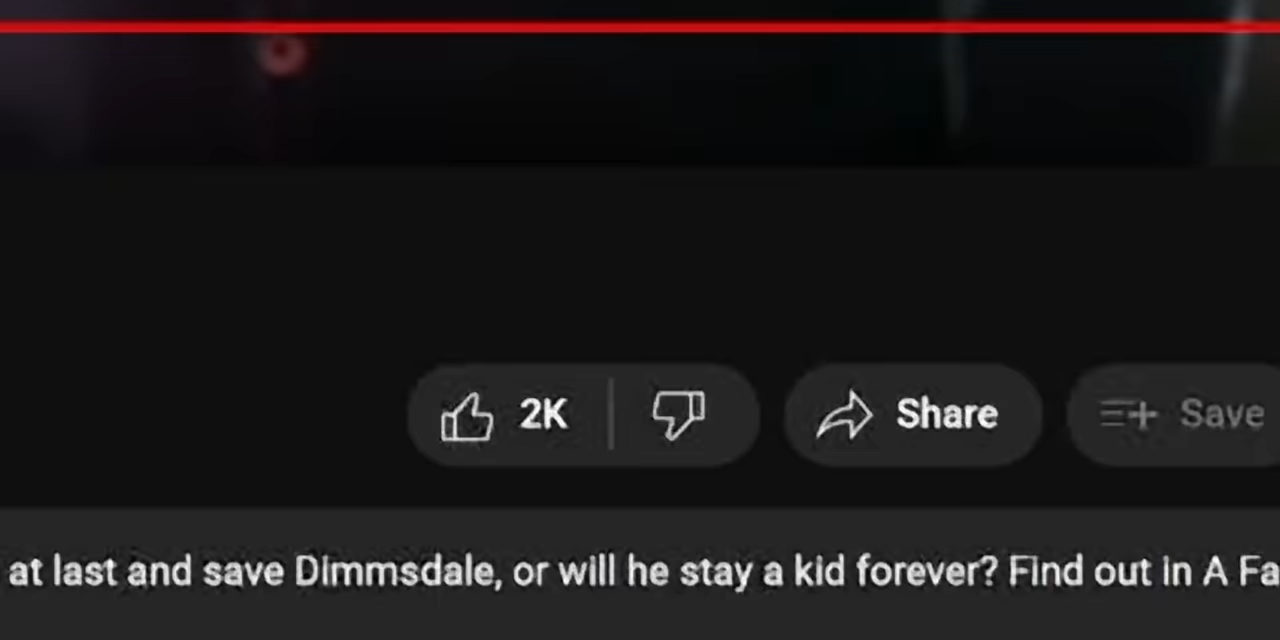 2K
Share
Save
at last and save Dimmsdale, or will he stay a kid forever? Find out in A Fa